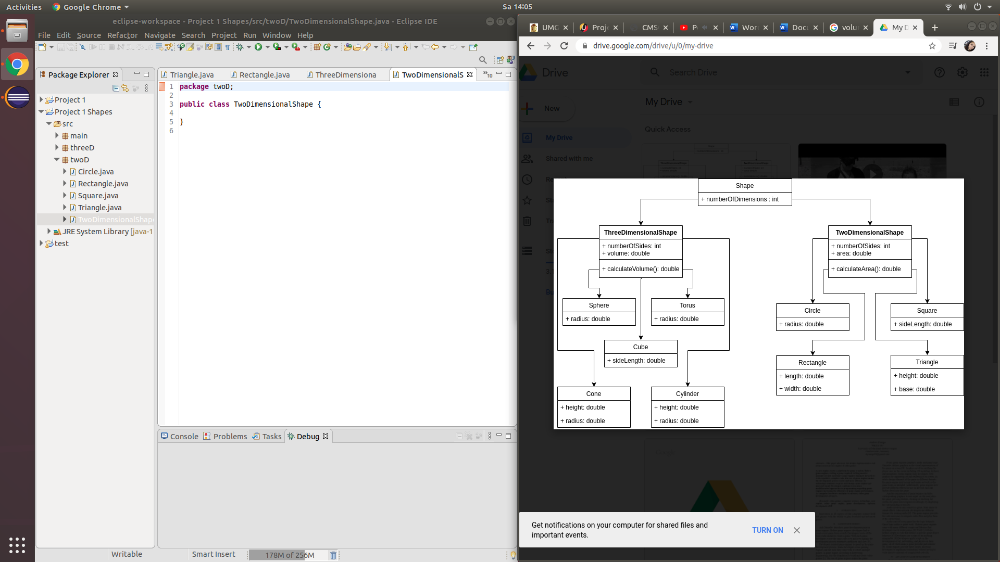 Activities
Google Chrome
Sa 14:05
eclipse-workspace - Project 1 Shapes/src/twoD/TwoDimensionalShape.java - Eclipse IDE
File Edit Source Refactor Navigate Search Project Run Window Help
Package Explorer
Project 1
Project 1 Shapes
src
main
threeD
twoD
Circle.java
Rectangle.java
Square.java
Triangle.java
TwoDimensionalShap
JRE System Library [java-1
test
Triangle.java Rectangle.java ThreeDimensiona TwoDimensionalS »10
1 package twoD;
2
3 public class TwoDimensionalShape {
4
5 }
6
Console Problems Tasks Debug
Writable Smart Insert 178M of 256M
UMG Proje CMS P Word Docu volu My D
drive.google.com/drive/u/0/my-drive
Drive
Search Drive
New
My Drive
Shared with me
My Drive
Quick Access
Shape
+ numberOfDimensions : int
ThreeDimensionalShape
+ numberOfSides: int
+ volume: double
+ calculateVolume(): double
TwoDimensionalShape
+ numberOfSides: int
+ area: double
+ calculateArea(): double
Sphere
+ radius: double
Torus
+ radius: double
Cube
+ sideLength: double
Cone
+ height: double
+ radius: double
Cylinder
+ height: double
+ radius: double
Circle
+ radius: double
Square
+ sideLength: double
Rectangle
+ length: double
+ width: double
Triangle
+ height: double
+ base: double
Get notifications on your computer for shared files and
important events.
TURN ON